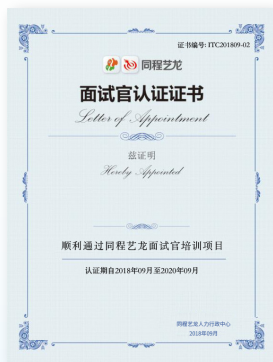 证书编号: ITC201809-02
同程艺龙
面试官认证证书
Letter of Appointment
兹证明
Hereby Appointed
顺利通过同程艺龙面试官培训项目
认证期自2018年09月至2020年09月
同程艺龙人力行政中心
2018年09月